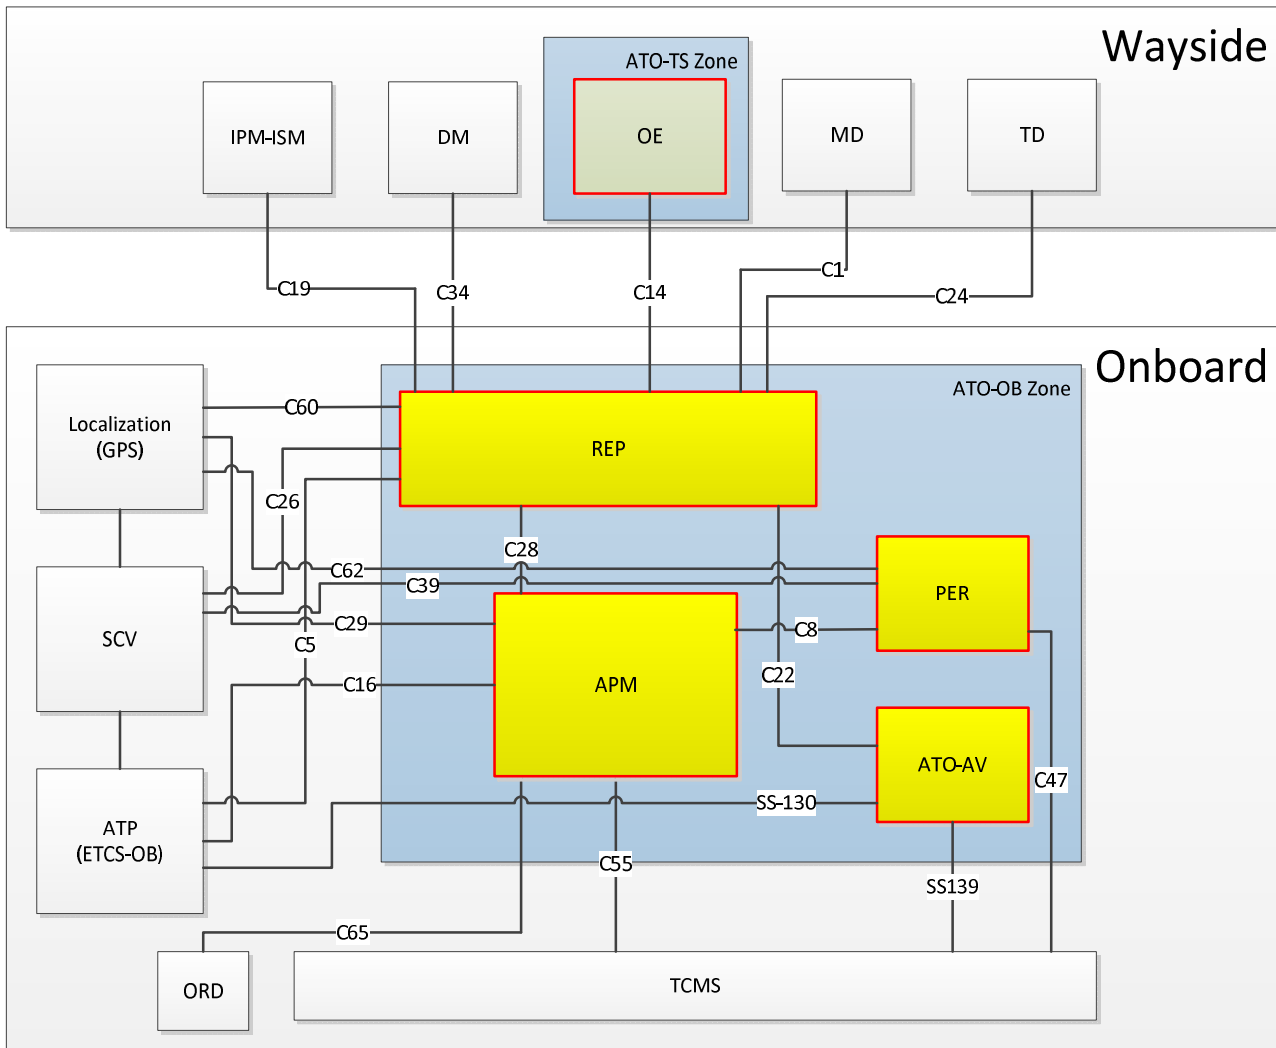 Wayside
ATO-TS Zone
IPM-ISM
DM
OE
MD
TD
C19
C34
C14
C1
C24
Onboard
ATO-OB Zone
Localization
(GPS)
C60
REP
C26
C28
C62
C39
PER
SCV
C29
C5
C8
C16
APM
C22
ATO-AV
C47
SS-130
ATP
(ETCS-OB)
C55
SS139
C65
ORD
TCMS